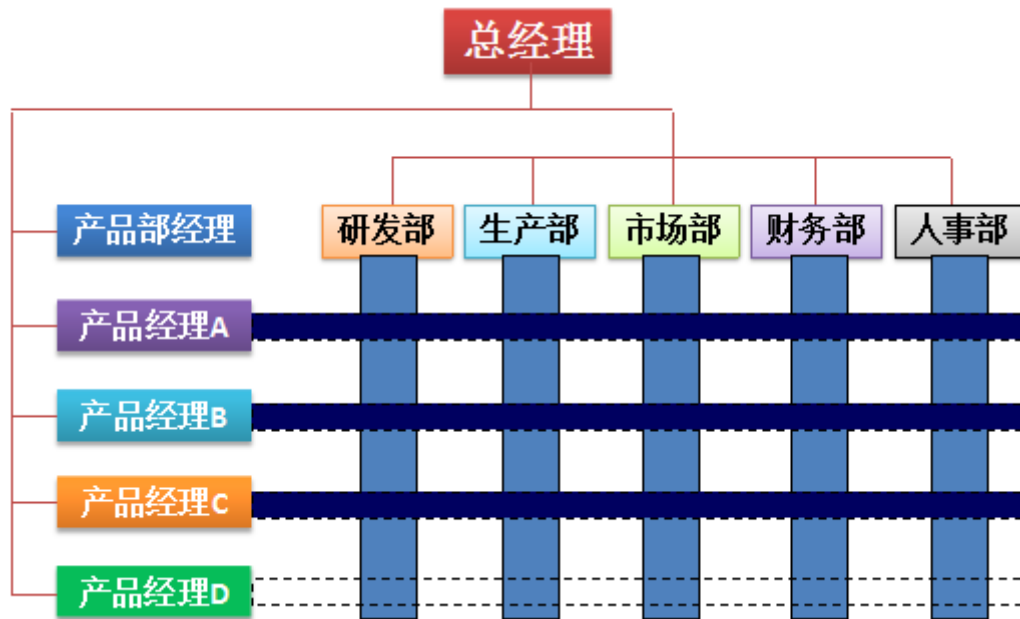 总经理
产品部经理
研发部
生产部
市场部
财务部
人事部
产品经理A
产品经理B
产品经理C
产品经理D